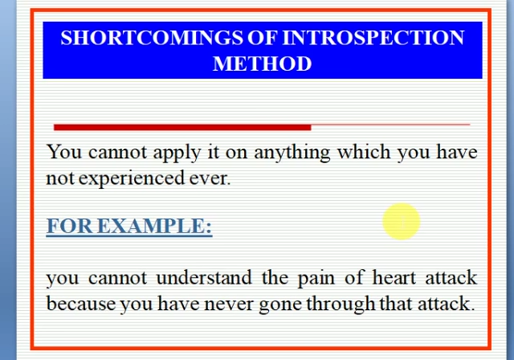 SHORTCOMINGS OF INTROSPECTION
METHOD
You cannot apply it on anything which you have
not experienced ever.
FOR EXAMPLE:
you cannot understand the pain of heart attack
because you have never gone through that attack.